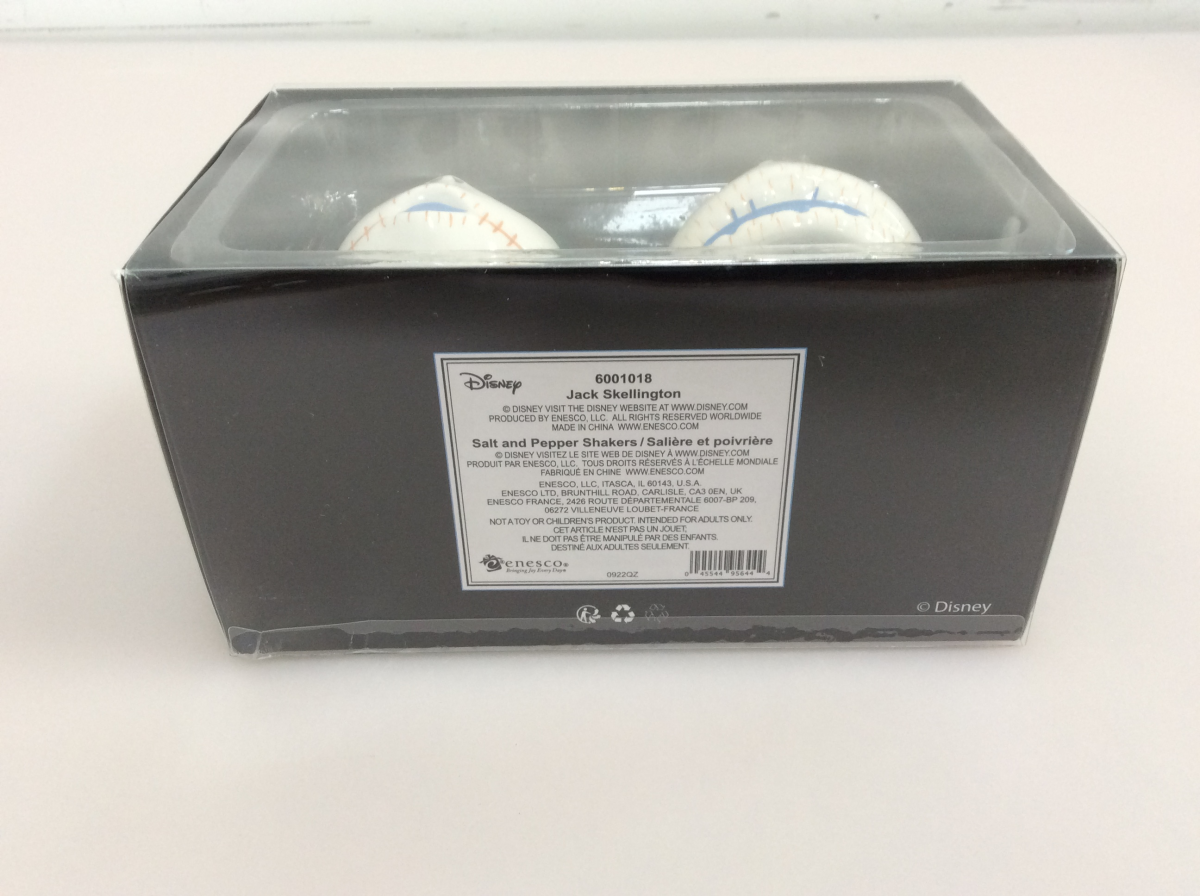 Disney
6001018
Jack Skellington
© DISNEY VISIT THE DISNEY WEBSITE AT WWW.DISNEY.COM
PRODUCED BY ENESCO, LLC. ALL RIGHTS RESERVED WORLDWIDE
MADE IN CHINA WWW.ENESCO.COM
Salt and Pepper Shakers / Salière et poivrière
© DISNEY VISITEZ LE SITE WEB DE DISNEY À WWW.DISNEY.COM
PRODUIT PAR ENESCO, LLC. TOUS DROITS RÉSERVÉS À L'ÉCHELLE MONDIALE
FABRIQUÉ EN CHINE WWW.ENESCO.COM
ENESCO, LLC, ITASCA, IL 60143, U.S.A.
ENESCO LTD, BRUNTHILL ROAD, CARLISLE, CA3 0EN, UK
ENESCO FRANCE, 2426 ROUTE DÉPARTEMENTALE 6007-BP 209,
06272 VILLENEUVE LOUBET-FRANCE
NOT A TOY OR CHILDREN'S PRODUCT. INTENDED FOR ADULTS ONLY.
CET ARTICLE N'EST PAS UN JOUET,
IL NE DOIT PAS ÊTRE MANIPULÉ PAR DES ENFANTS.
DESTINÉ AUX ADULTES SEULEMENT.
enesco®
Bringing Joy Every Day®
0922QZ
0 45544 95644 4
© Disney